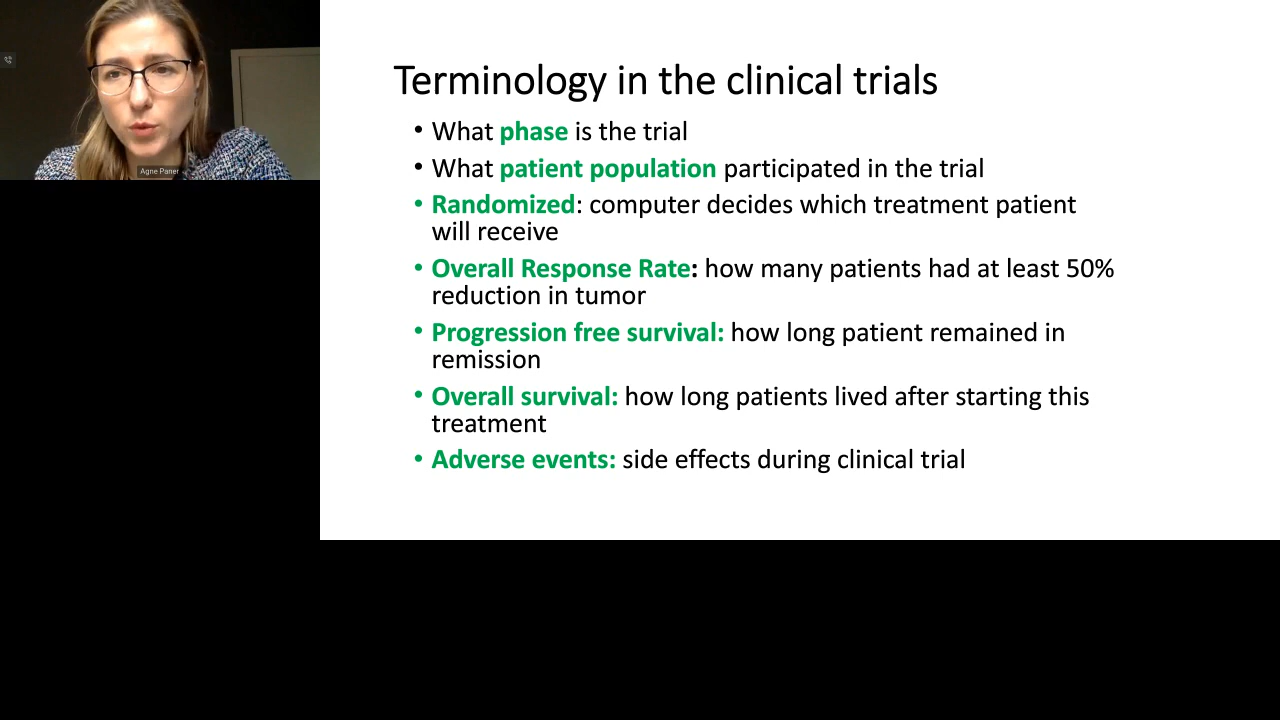 Agne Paner
Terminology in the clinical trials
• What phase is the trial
• What patient population participated in the trial
• Randomized: computer decides which treatment patient
will receive
• Overall Response Rate: how many patients had at least 50%
reduction in tumor
• Progression free survival: how long patient remained in
remission
• Overall survival: how long patients lived after starting this
treatment
• Adverse events: side effects during clinical trial